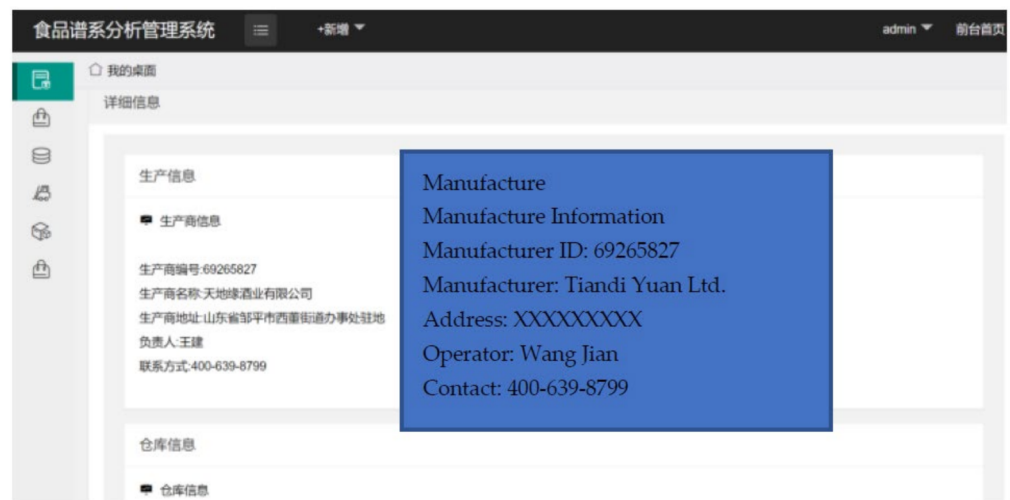 食品谱系分析管理系统 +新增 admin 前台首页
我的桌面
详细信息
生产信息
生产商信息
生产商编号:69265827
生产商名称:天地缘酒业有限公司
生产商地址:山东省邹平市西董街道办事处驻地
负责人:王建
联系方式:400-639-8799
Manufacture
Manufacture Information
Manufacturer ID: 69265827
Manufacturer: Tiandi Yuan Ltd.
Address: XXXXXXXXX
Operator: Wang Jian
Contact: 400-639-8799
仓库信息
仓库信息